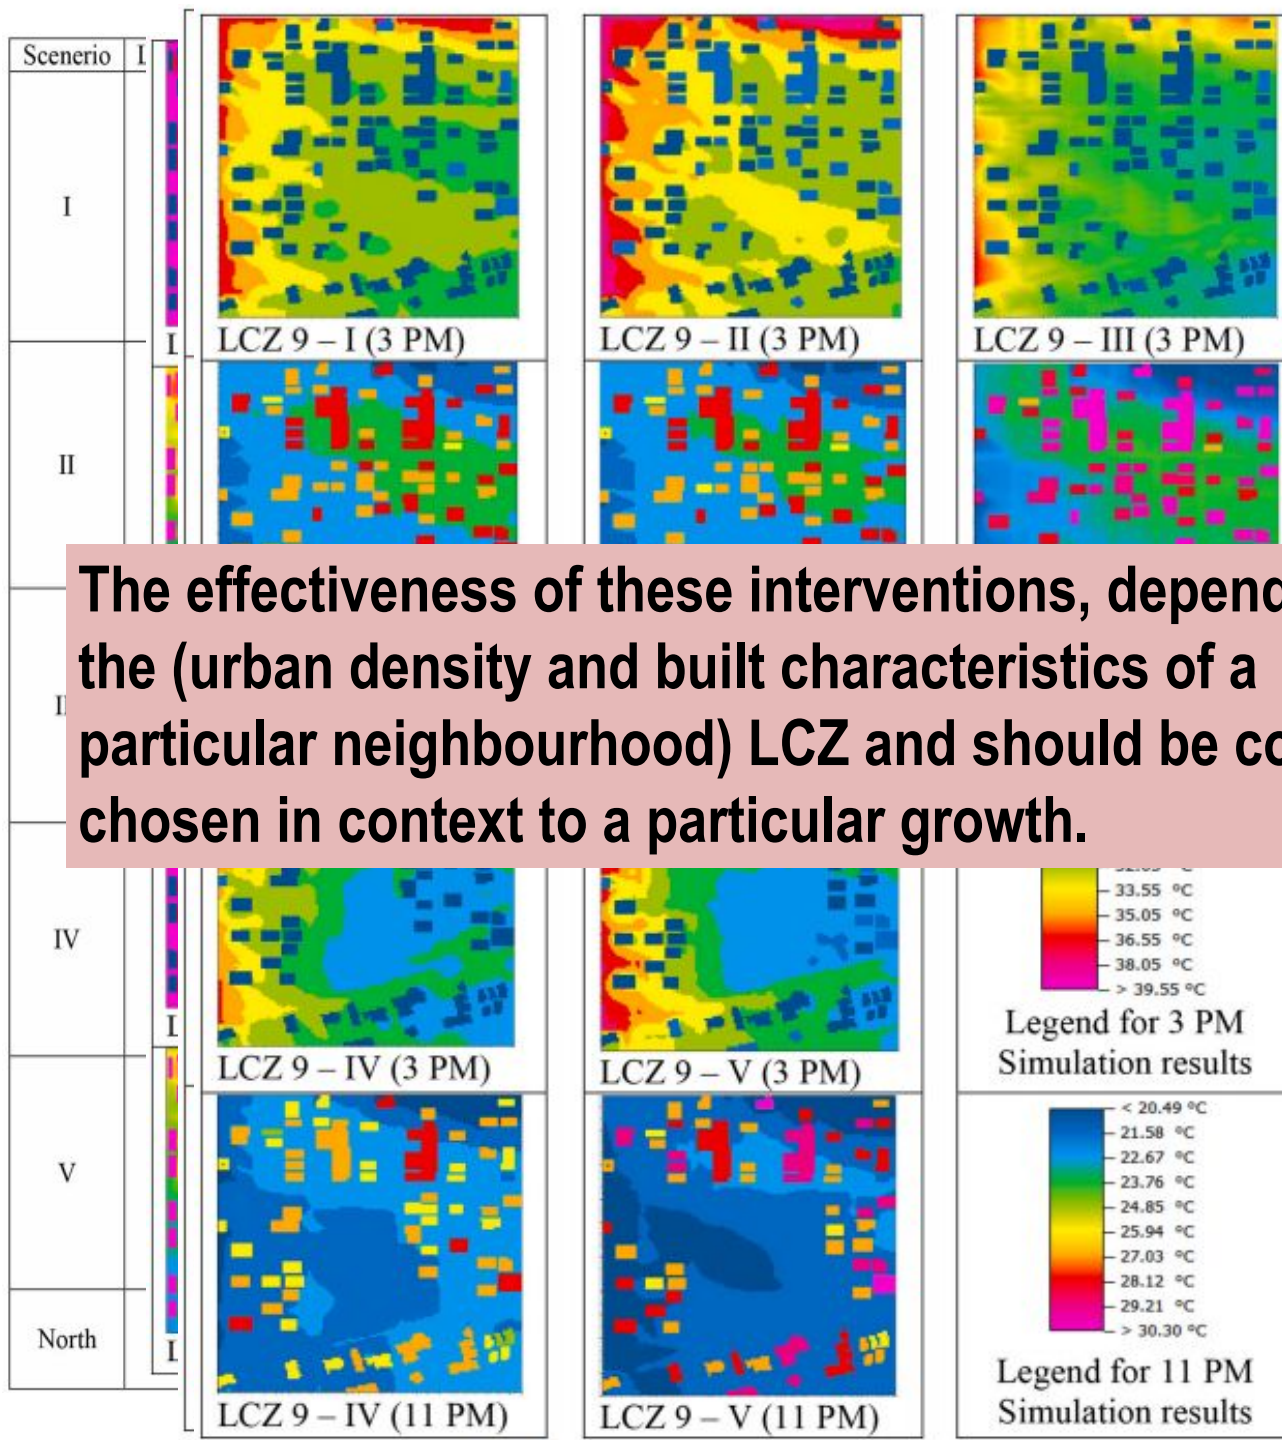 Scenerio
I
II
IV
V
North
LCZ 9 – I (3 PM)
LCZ 9 – II (3 PM)
LCZ 9 – III (3 PM)
The effectiveness of these interventions, depend
the (urban density and built characteristics of a
particular neighbourhood) LCZ and should be
chosen in context to a particular growth.
33.55 °C
35.05 °C
36.55 °C
38.05 °C
> 39.55 °C
Legend for 3 PM
Simulation results
LCZ 9 – IV (3 PM)
LCZ 9 – V (3 PM)
< 20.49 °C
21.58 °C
22.67 °C
23.76 °C
24.85 °C
25.94 °C
27.03 °C
28.12 °C
29.21 °C
> 30.30 °C
Legend for 11 PM
Simulation results
LCZ 9 – IV (11 PM)
LCZ 9 – V (11 PM)